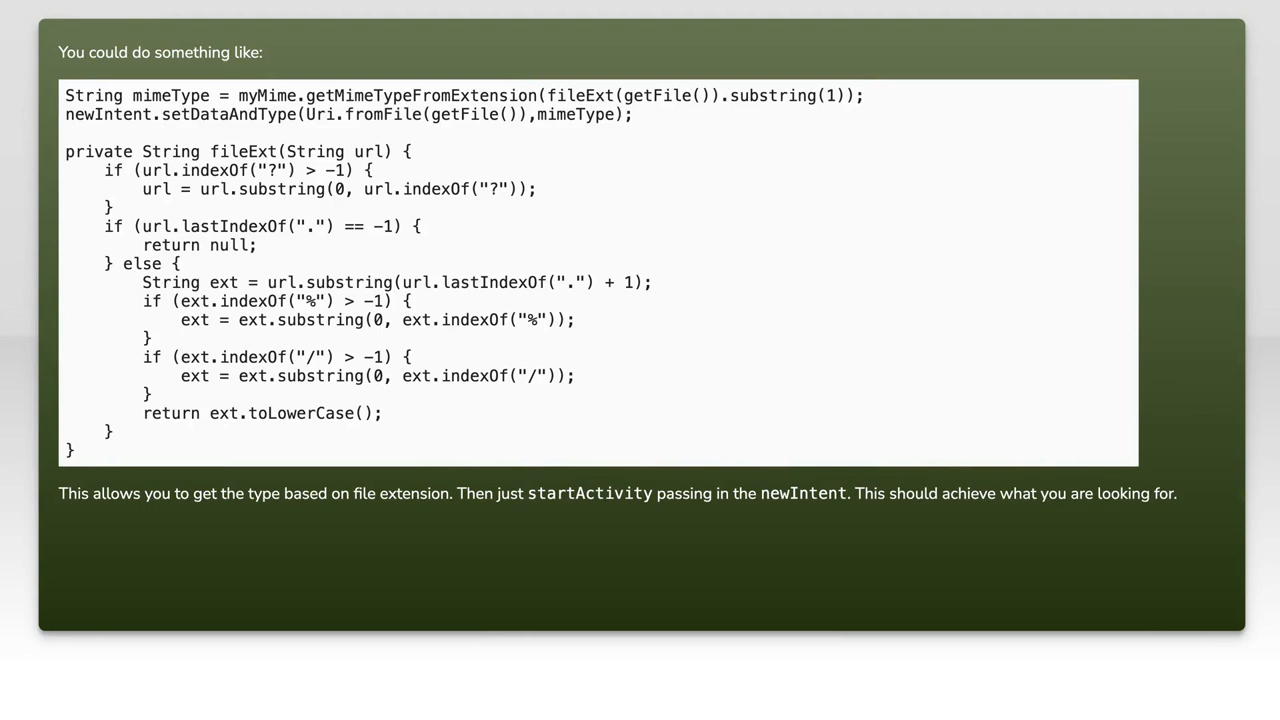 You could do something like:
String mimeType = myMime.getMimeTypeFromExtension(fileExt(getFile()).substring(1));
newIntent.setDataAndType(Uri.fromFile(getFile()),mimeType);

private String fileExt(String url) {
    if (url.indexOf("?") > -1) {
        url = url.substring(0, url.indexOf("?"));
    }
    if (url.lastIndexOf(".") == -1) {
        return null;
    } else {
        String ext = url.substring(url.lastIndexOf(".") + 1);
        if (ext.indexOf("%") > -1) {
            ext = ext.substring(0, ext.indexOf("%"));
        }
        if (ext.indexOf("/") > -1) {
            ext = ext.substring(0, ext.indexOf("/"));
        }
        return ext.toLowerCase();
    }
}
This allows you to get the type based on file extension. Then just startActivity passing in the newIntent. This should achieve what you are looking for.